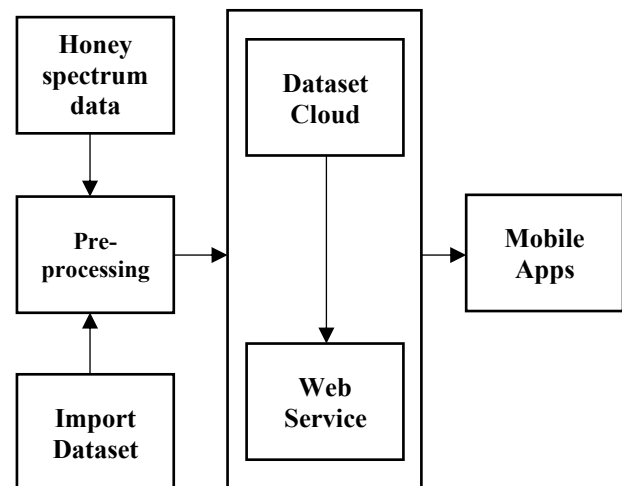 Honey
spectrum
data
Pre-
processing
Import
Dataset
Dataset
Cloud
Web
Service
Mobile
Apps